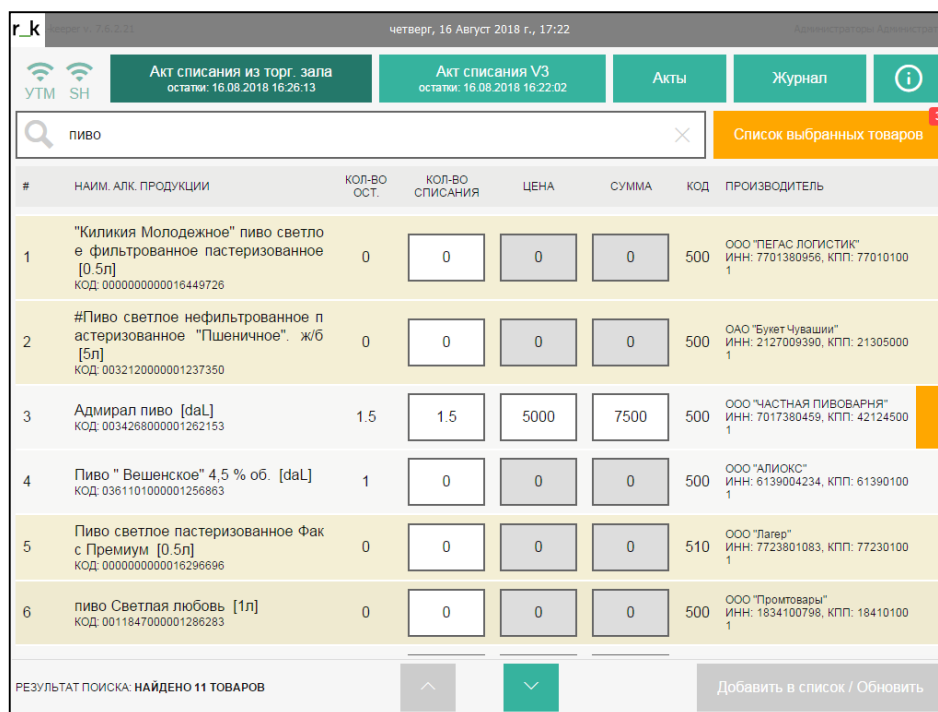 r_k keeper v. 7.6.2.21 четверг, 16 Август 2018 г., 17:22
УТМ SH Акт списания из торг. зала Акт списания V3 Акты Журнал
остатки: 16.08.2018 16:26:13 остатки: 16.08.2018 16:22:02
пиво Список выбранных товаров
# НАИМ. АЛК. ПРОДУКЦИИ КОЛ-ВО ОСТ. КОЛ-ВО СПИСАНИЯ ЦЕНА СУММА КОД ПРОИЗВОДИТЕЛЬ
"Киликия Молодежное" пиво светло
1 е фильтрованное пастеризованное 0 0 0 0 500 ООО "ПЕГАС ЛОГИСТИК"
[0.5л] ИНН: 7701380956, КПП: 77010100
КОД: 0000000000016449726 1
#Пиво светлое нефильтрованное п
2 астеризованное "Пшеничное". ж/б 0 0 0 0 500 ОАО "Букет Чувашии"
[5л] ИНН: 2127009390, КПП: 21305000
КОД: 0032120000001237350 1
3 Адмирал пиво [daL] 1.5 1.5 5000 7500 500 ООО "ЧАСТНАЯ ПИВОВАРНЯ"
КОД: 0034268000001262153 ИНН: 7017380459, КПП: 42124500
1
4 Пиво " Вешенское" 4,5 % об. [daL] 1 0 0 0 500 ООО "АЛИОКС"
КОД: 0361101000001256863 ИНН: 6139004234, КПП: 61390100
1
5 Пиво светлое пастеризованное Фак 0 0 0 0 510 ООО "Лагер"
с Премиум [0.5л] ИНН: 7723801083, КПП: 77230100
КОД: 0000000000016296696 1
6 пиво Светлая любовь [1л] 0 0 0 0 500 ООО "Промтовары"
КОД: 0011847000001286283 ИНН: 1834100798, КПП: 18410100
1
РЕЗУЛЬТАТ ПОИСКА: НАЙДЕНО 11 ТОВАРОВ Добавить в список / Обновить